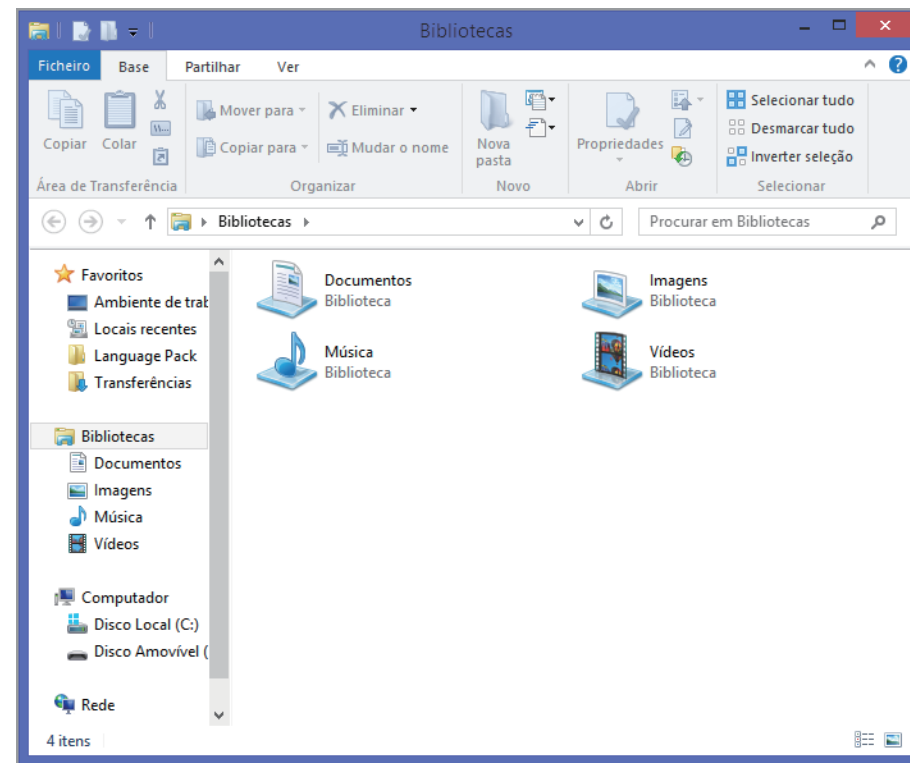 Bibliotecas
Ficheiro Base Partilhar Ver
Copiar
Colar
Mover para
Copiar para
Eliminar
Mudar o nome
Nova
pasta
Propriedades
Selecionar tudo
Desmarcar tudo
Inverter seleção
Área de Transferência Organizar Novo Abrir Selecionar
Bibliotecas Procurar em Bibliotecas
Favoritos
Ambiente de trab
Locais recentes
Language Pack
Transferências
Bibliotecas
Documentos
Imagens
Música
Vídeos
Computador
Disco Local (C:)
Disco Amovível (
Rede
Documentos
Biblioteca
Imagens
Biblioteca
Música
Biblioteca
Vídeos
Biblioteca
4 itens